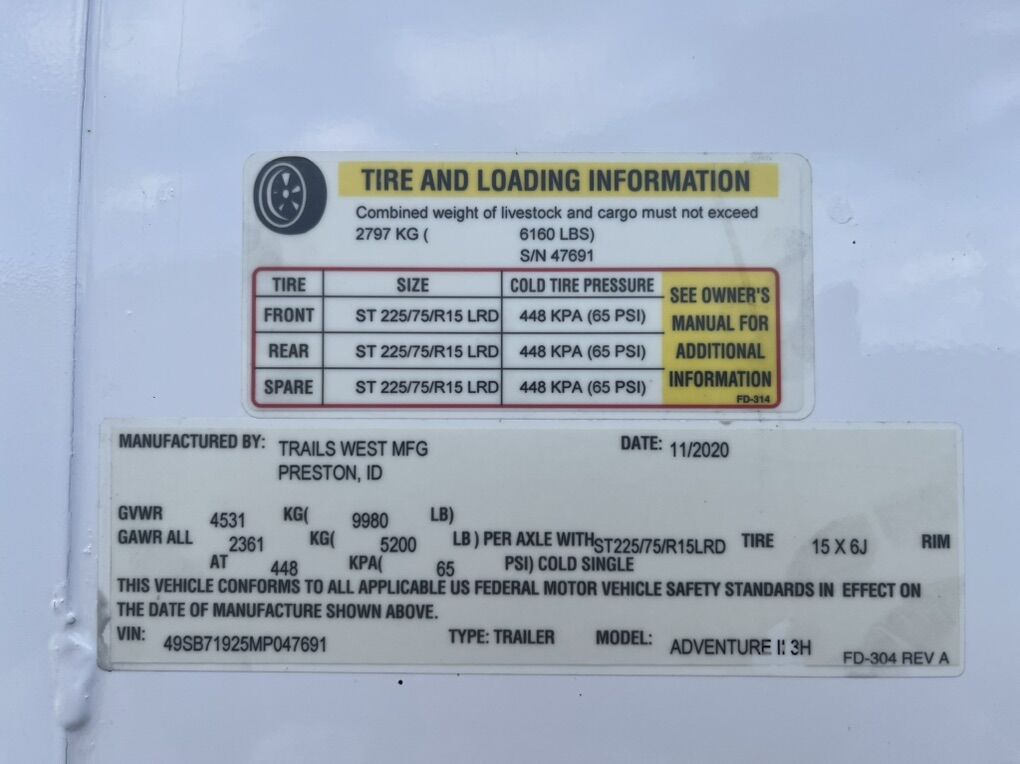 TIRE AND LOADING INFORMATION
Combined weight of livestock and cargo must not exceed
2797 KG ( 6160 LBS)
S/N 47691
TIRE SIZE COLD TIRE PRESSURE
FRONT ST 225/75/R15 LRD 448 KPA (65 PSI)
REAR ST 225/75/R15 LRD 448 KPA (65 PSI)
SPARE ST 225/75/R15 LRD 448 KPA (65 PSI)
SEE OWNER'S
MANUAL FOR
ADDITIONAL
INFORMATION
FD-314
MANUFACTURED BY: TRAILS WEST MFG DATE: 11/2020
PRESTON, ID
GVWR 4531 KG( 9980 LB)
GAWR ALL 2361 KG( 5200 LB ) PER AXLE WITH ST225/75/R15LRD TIRE 15 X 6J RIM
AT 448 KPA( 65 PSI) COLD SINGLE
THIS VEHICLE CONFORMS TO ALL APPLICABLE US FEDERAL MOTOR VEHICLE SAFETY STANDARDS IN EFFECT ON
THE DATE OF MANUFACTURE SHOWN ABOVE.
VIN: 49SB71925MP047691 TYPE: TRAILER MODEL: ADVENTURE II 3H
FD-304 REV A